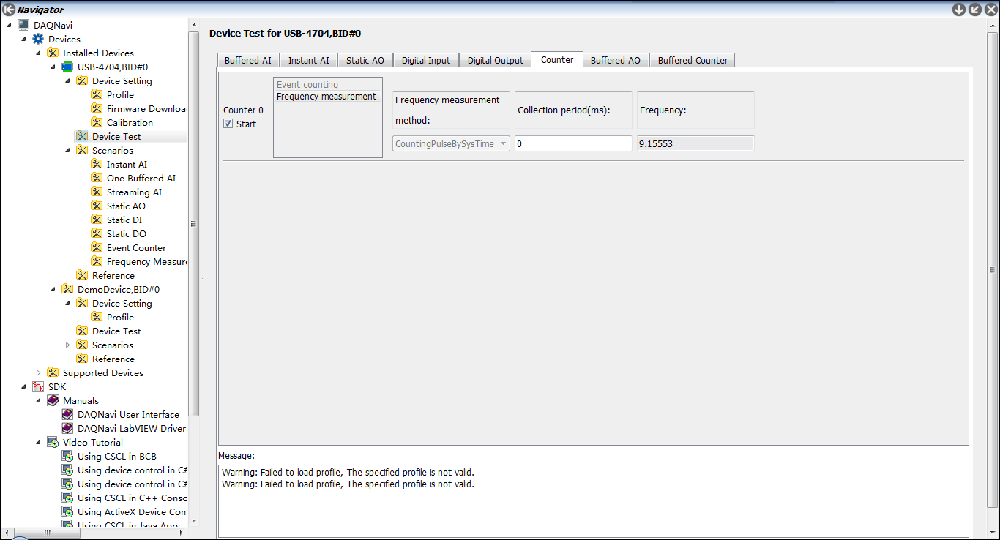 Navigator
DAQNavi
Devices
Installed Devices
USB-4704,BID#0
Device Setting
Profile
Firmware Downloa
Calibration
Device Test
Scenarios
Instant AI
One Buffered AI
Streaming AI
Static AO
Static DI
Static DO
Event Counter
Frequency Measure
Reference
DemoDevice,BID#0
Device Setting
Profile
Device Test
Scenarios
Reference
Supported Devices
SDK
Manuals
DAQNavi User Interface
DAQNavi LabVIEW Driver
Video Tutorial
Using CSCL in BCB
Using device control in C#
Using device control in C#
Using CSCL in C++ Conso
Using ActiveX Device Cont
Using CSCL in Java App
Device Test for USB-4704,BID#0
Buffered AI Instant AI Static AO Digital Input Digital Output Counter Buffered AO Buffered Counter
Counter 0
Start
Event counting
Frequency measurement
Frequency measurement
method:
Collection period(ms):
Frequency:
CountingPulseBySysTime
0
9.15553
Message:
Warning: Failed to load profile, The specified profile is not valid.
Warning: Failed to load profile, The specified profile is not valid.